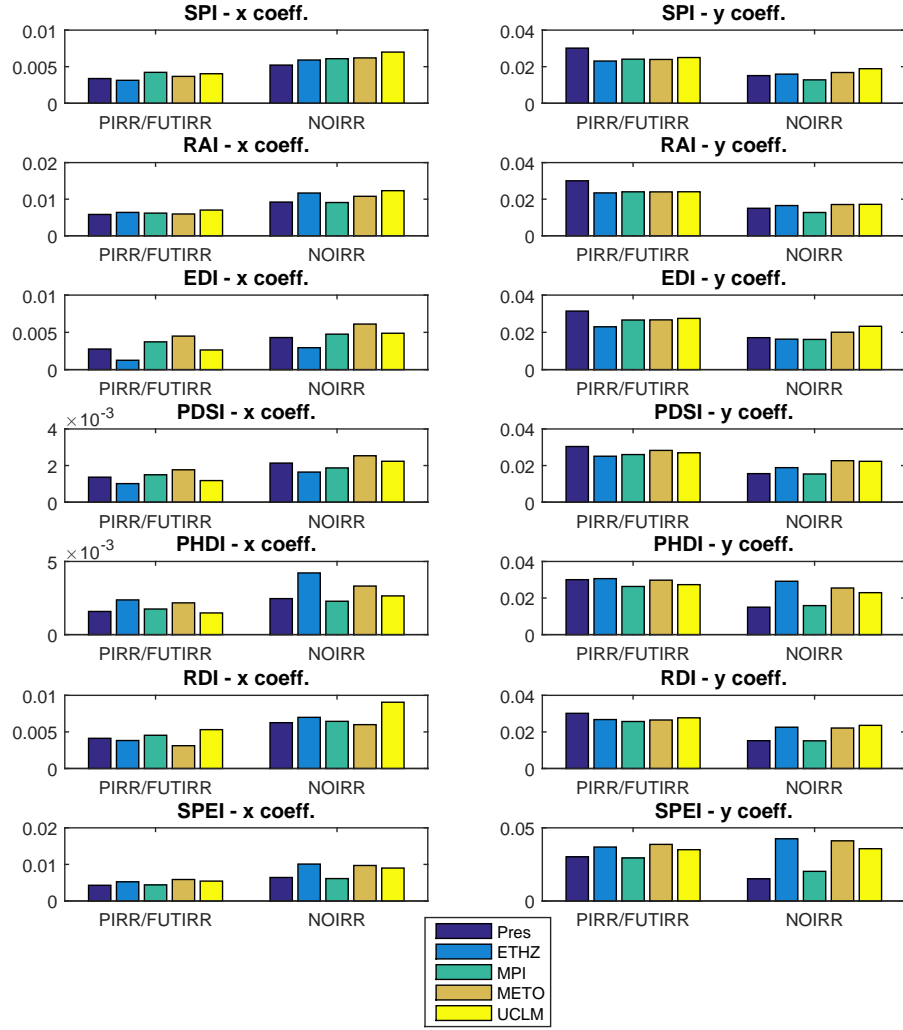 SPI - x coeff.
0.01
0.005
0
PIRR/FUTIRR NOIRR
SPI - y coeff.
0.04
0.02
0
PIRR/FUTIRR NOIRR
RAI - x coeff.
0.02
0.01
0
PIRR/FUTIRR NOIRR
RAI - y coeff.
0.04
0.02
0
PIRR/FUTIRR NOIRR
EDI - x coeff.
0.01
0.005
0
PIRR/FUTIRR NOIRR
EDI - y coeff.
0.04
0.02
0
PIRR/FUTIRR NOIRR
PDSI - x coeff.
×10⁻³
4
2
0
PIRR/FUTIRR NOIRR
PDSI - y coeff.
0.04
0.02
0
PIRR/FUTIRR NOIRR
PHDI - x coeff.
×10⁻³
5
0
PIRR/FUTIRR NOIRR
PHDI - y coeff.
0.04
0.02
0
PIRR/FUTIRR NOIRR
RDI - x coeff.
0.01
0.005
0
PIRR/FUTIRR NOIRR
RDI - y coeff.
0.04
0.02
0
PIRR/FUTIRR NOIRR
SPEI - x coeff.
0.02
0.01
0
PIRR/FUTIRR NOIRR
SPEI - y coeff.
0.05
0
PIRR/FUTIRR NOIRR
Pres
ETHZ
MPI
METO
UCLM